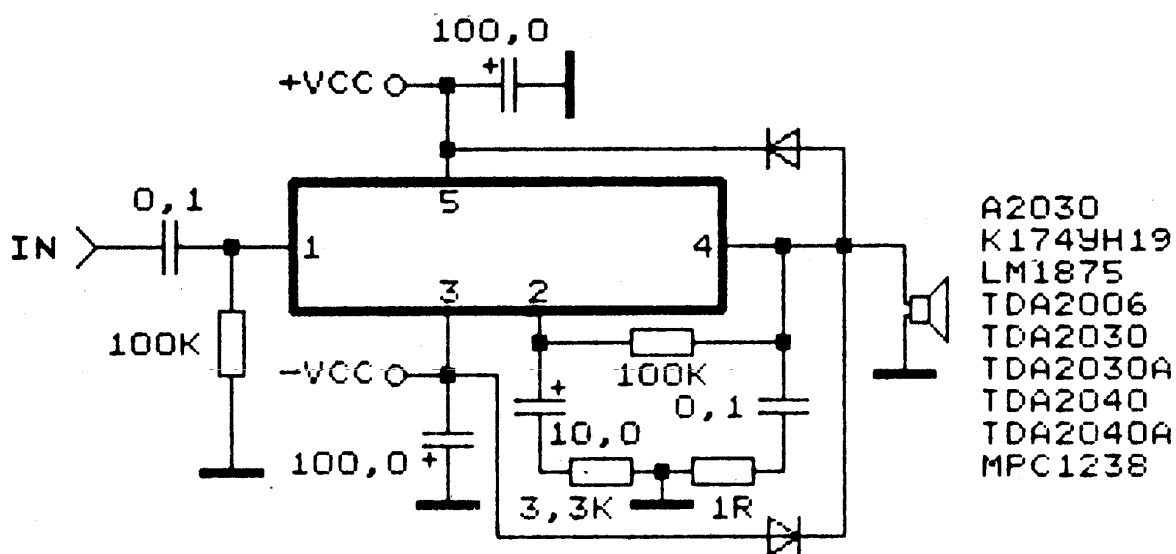 100,0
+
+VCC
0,1
5
IN
1
4
3
2
100K
-VCC
100K
+
0,1
10,0
100,0
+
3,3K
1R
A2030
K174УН19
LM1875
TDA2006
TDA2030
TDA2030A
TDA2040
TDA2040A
MPC1238